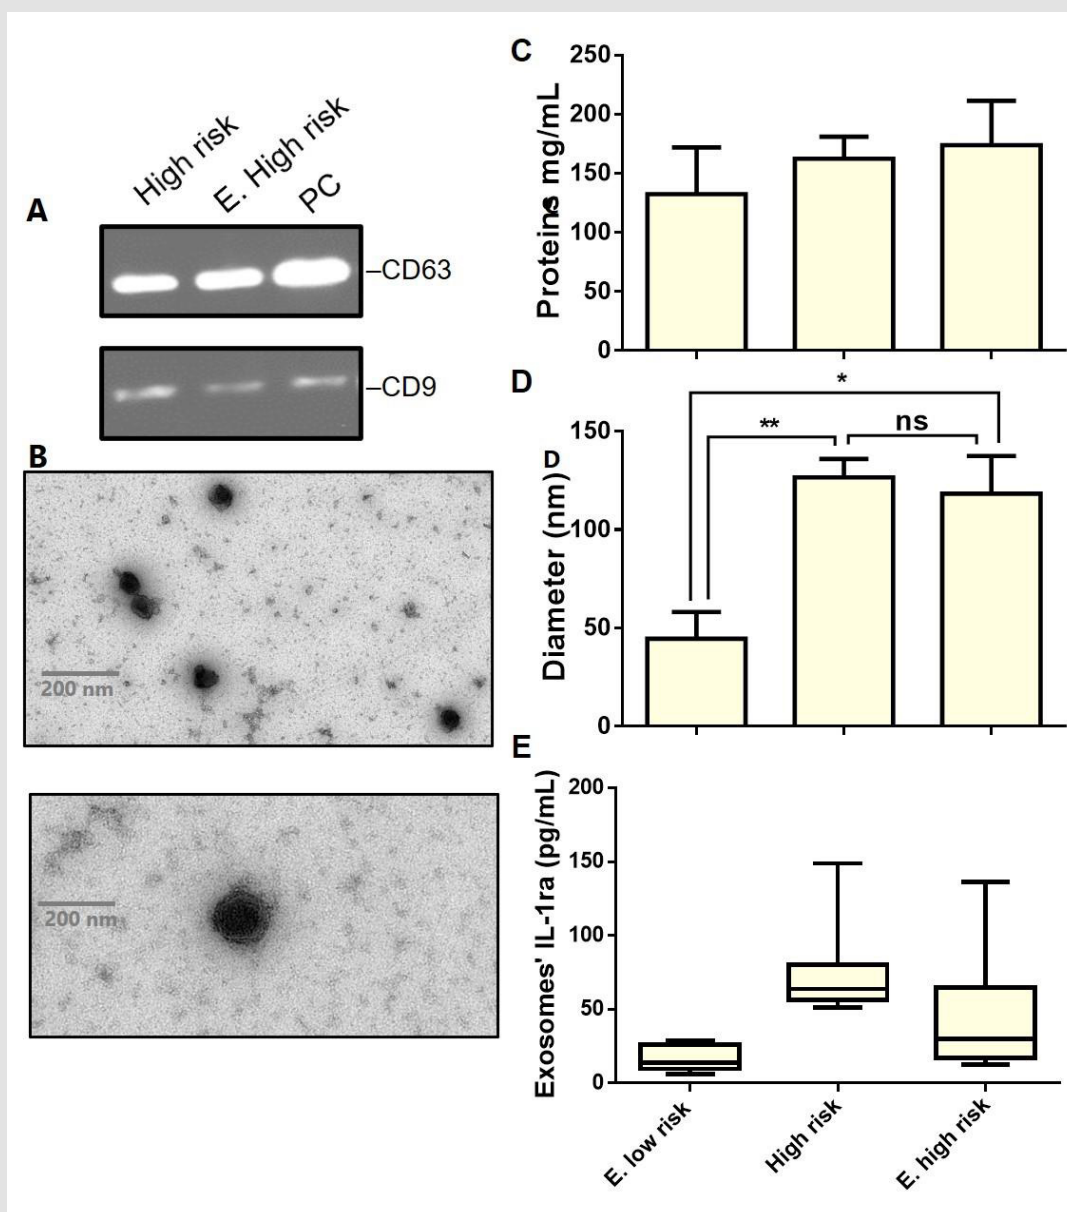 A
High risk
E. High risk
PC
–CD63
–CD9
B
200 nm
200 nm
C
Proteins mg/mL
250
200
150
100
50
0
D
*
**
ns
D
Diameter (nm)
150
100
50
0
E
Exosomes' IL-1ra (pg/mL)
200
150
100
50
0
E. low risk
High risk
E. high risk